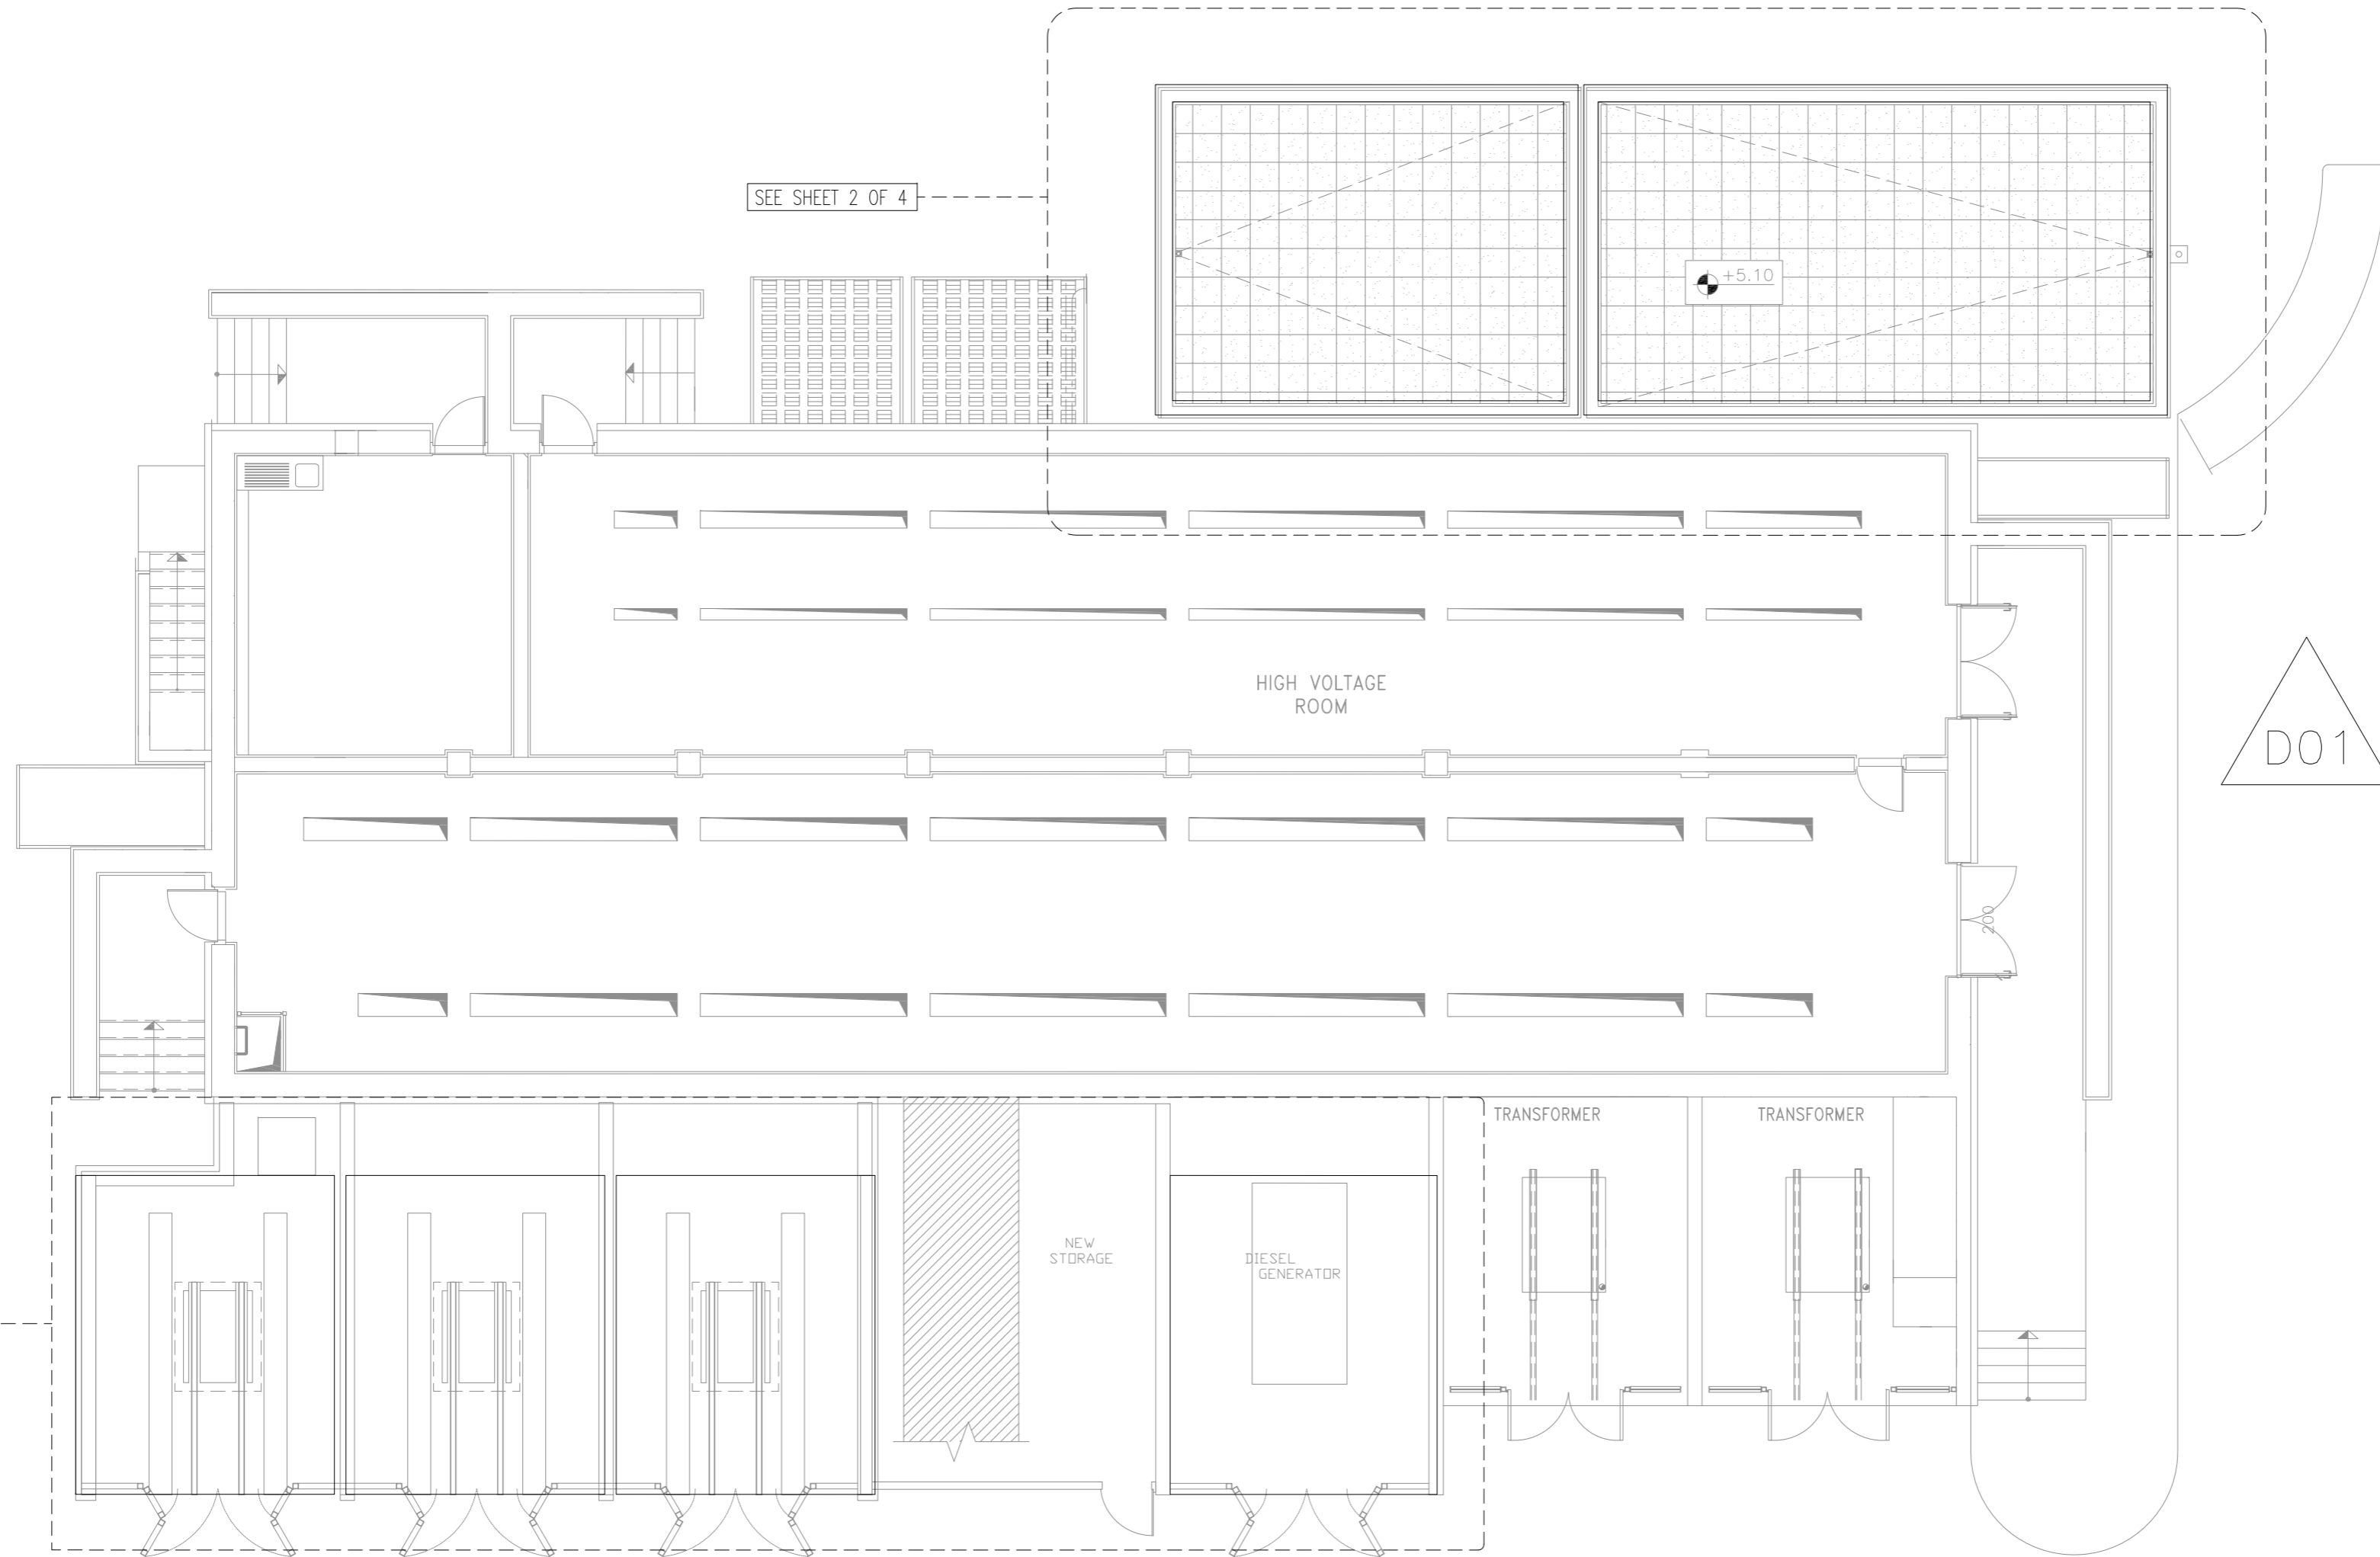 SEE SHEET 2 OF 4
+5.10
HIGH VOLTAGE
ROOM
D01
200
TRANSFORMER
TRANSFORMER
NEW
STORAGE
DIESEL
GENERATOR